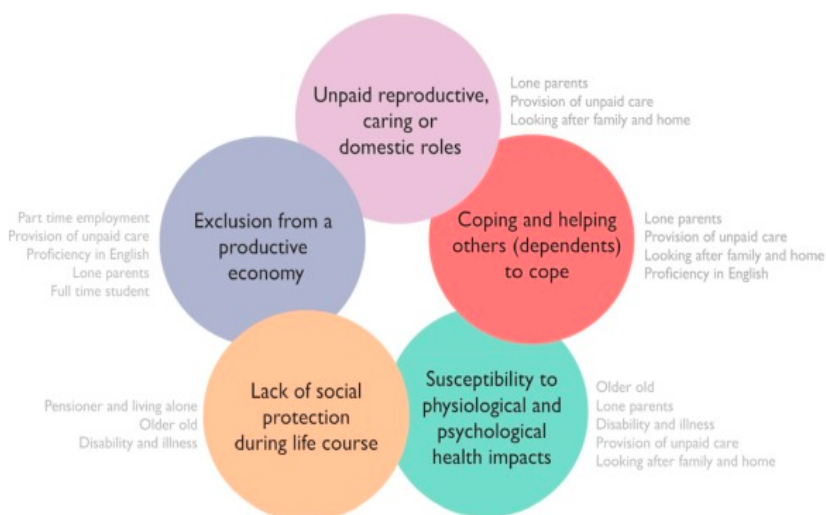 Unpaid reproductive,
caring or
domestic roles
Lone parents
Provision of unpaid care
Looking after family and home
Exclusion from a
productive
economy
Part time employment
Provision of unpaid care
Proficiency in English
Lone parents
Full time student
Coping and helping
others (dependents)
to cope
Lone parents
Provision of unpaid care
Looking after family and home
Proficiency in English
Lack of social
protection
during life course
Pensioner and living alone
Older old
Disability and illness
Susceptibility to
physiological and
psychological
health impacts
Older old
Lone parents
Disability and illness
Provision of unpaid care
Looking after family and home